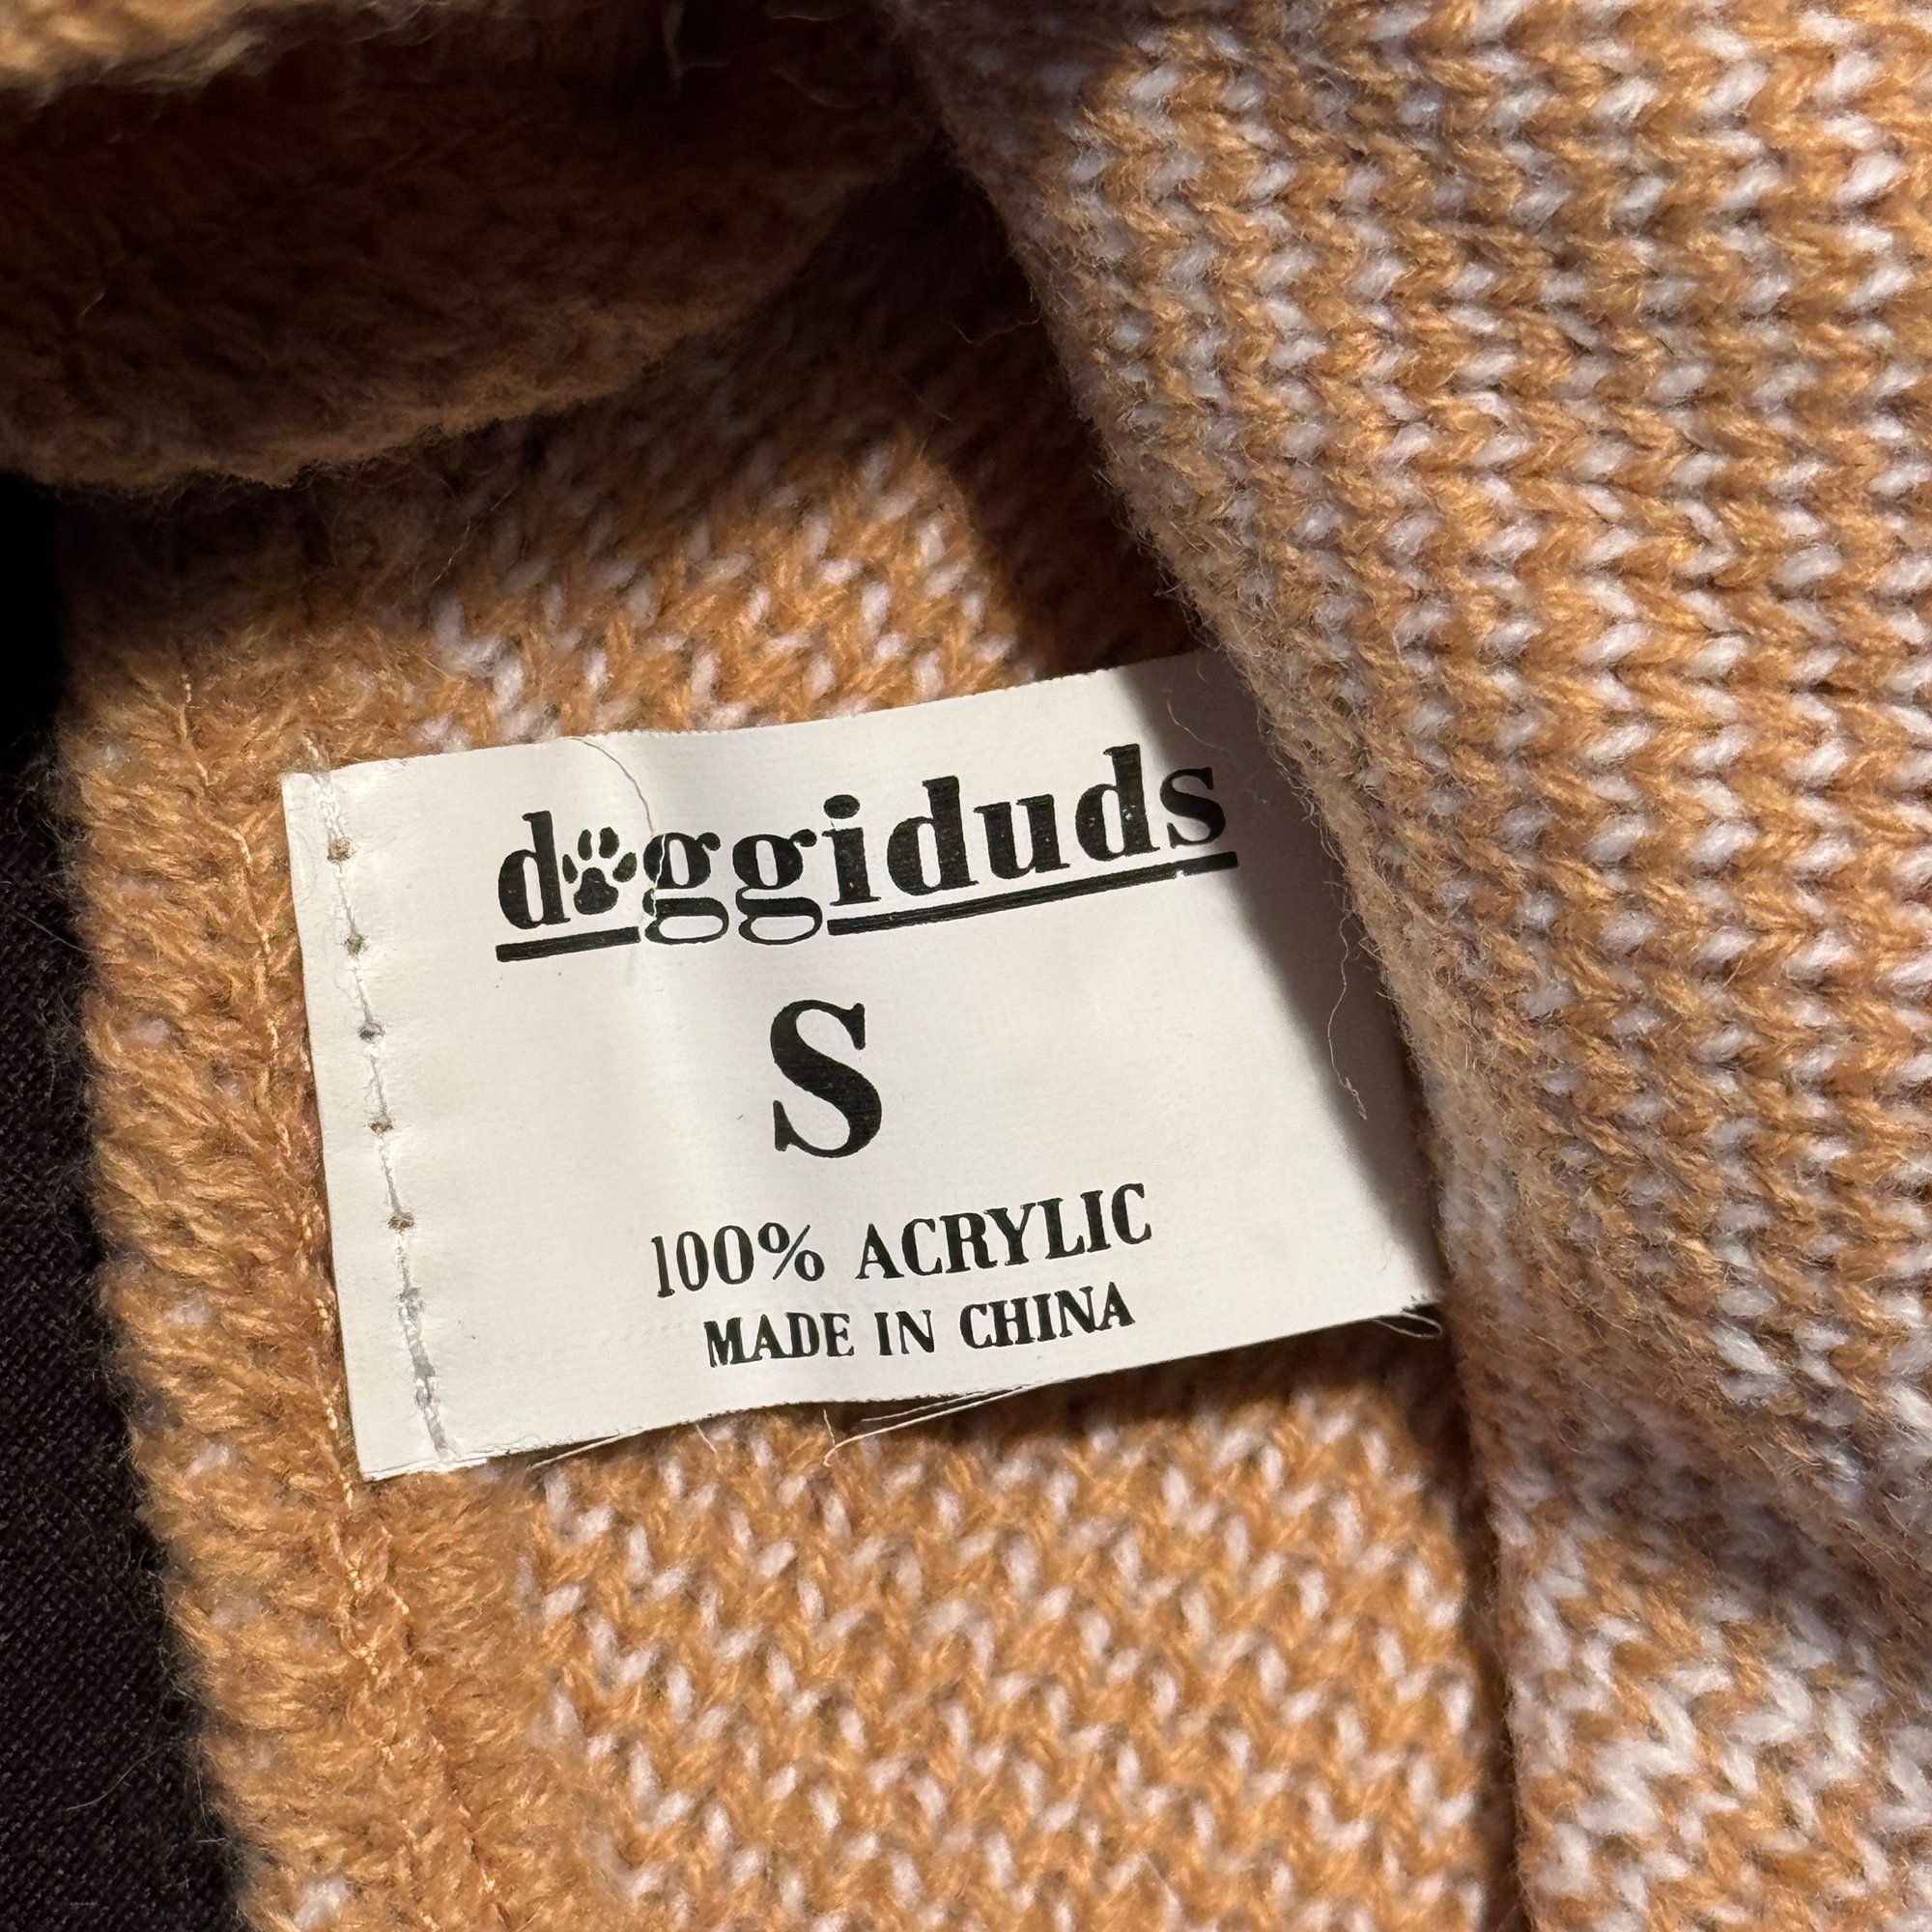 doggiduds
S
100% ACRYLIC
MADE IN CHINA